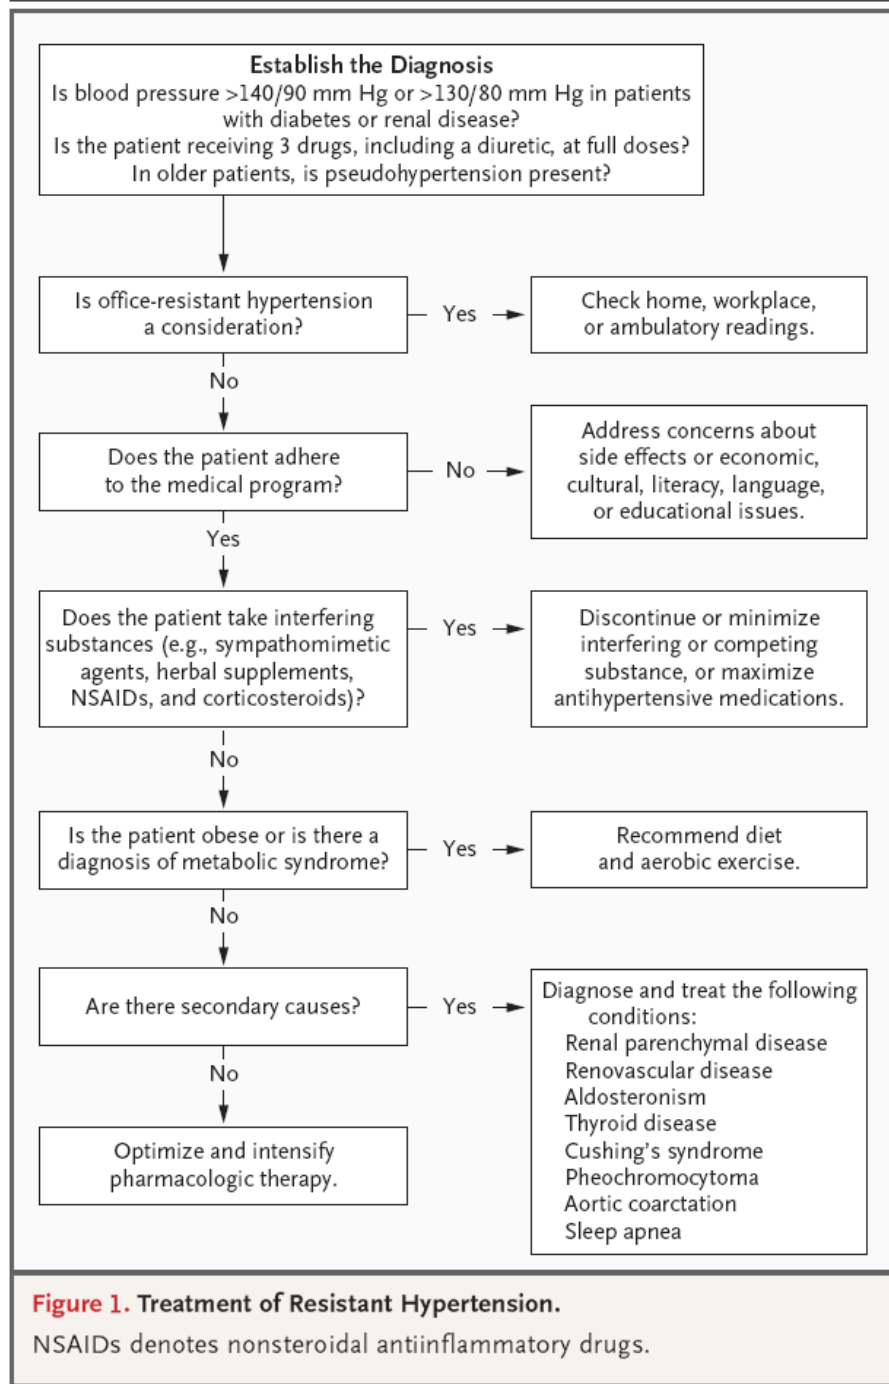 Establish the Diagnosis
Is blood pressure >140/90 mm Hg or >130/80 mm Hg in patients
with diabetes or renal disease?
Is the patient receiving 3 drugs, including a diuretic, at full doses?
In older patients, is pseudohypertension present?
Is office-resistant hypertension
a consideration?
Yes
Check home, workplace,
or ambulatory readings.
No
Does the patient adhere
to the medical program?
No
Address concerns about
side effects or economic,
cultural, literacy, language,
or educational issues.
Yes
Does the patient take interfering
substances (e.g., sympathomimetic
agents, herbal supplements,
NSAIDs, and corticosteroids)?
Yes
Discontinue or minimize
interfering or competing
substance, or maximize
antihypertensive medications.
No
Is the patient obese or is there a
diagnosis of metabolic syndrome?
Yes
Recommend diet
and aerobic exercise.
No
Are there secondary causes?
Yes
Diagnose and treat the following
conditions:
Renal parenchymal disease
Renovascular disease
Aldosteronism
Thyroid disease
Cushing's syndrome
Pheochromocytoma
Aortic coarctation
Sleep apnea
No
Optimize and intensify
pharmacologic therapy.
Figure 1. Treatment of Resistant Hypertension.
NSAIDs denotes nonsteroidal antiinflammatory drugs.